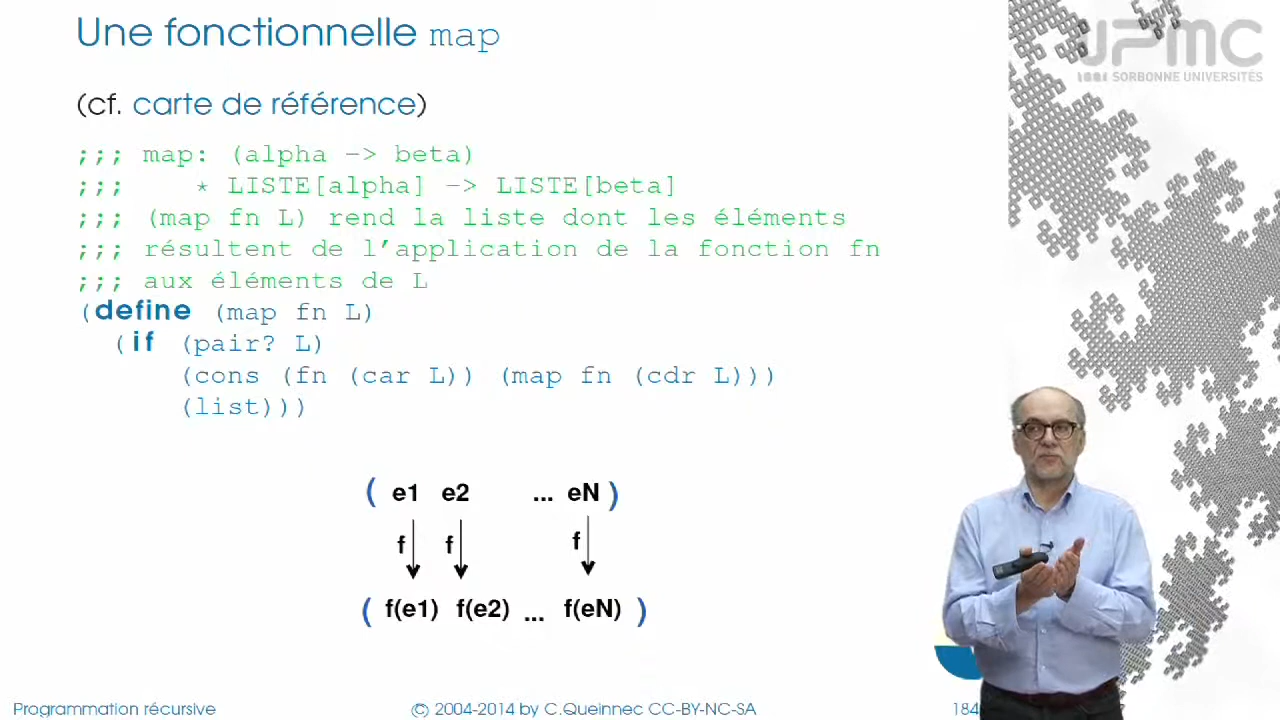 Une fonctionnelle map
UPMC
SORBONNE UNIVERSITÉS
(cf. carte de référence)
;;; map: (alpha -> beta)
;;;     * LISTE[alpha] -> LISTE[beta]
;;; (map fn L) rend la liste dont les éléments
;;; résultent de l'application de la fonction fn
;;; aux éléments de L
(define (map fn L)
  (if (pair? L)
      (cons (fn (car L)) (map fn (cdr L)))
      (list)))
( e1 e2 ... eN )
f f f
( f(e1) f(e2) ... f(eN) )
Programmation récursive
© 2004-2014 by C.Queinnec CC-BY-NC-SA
184